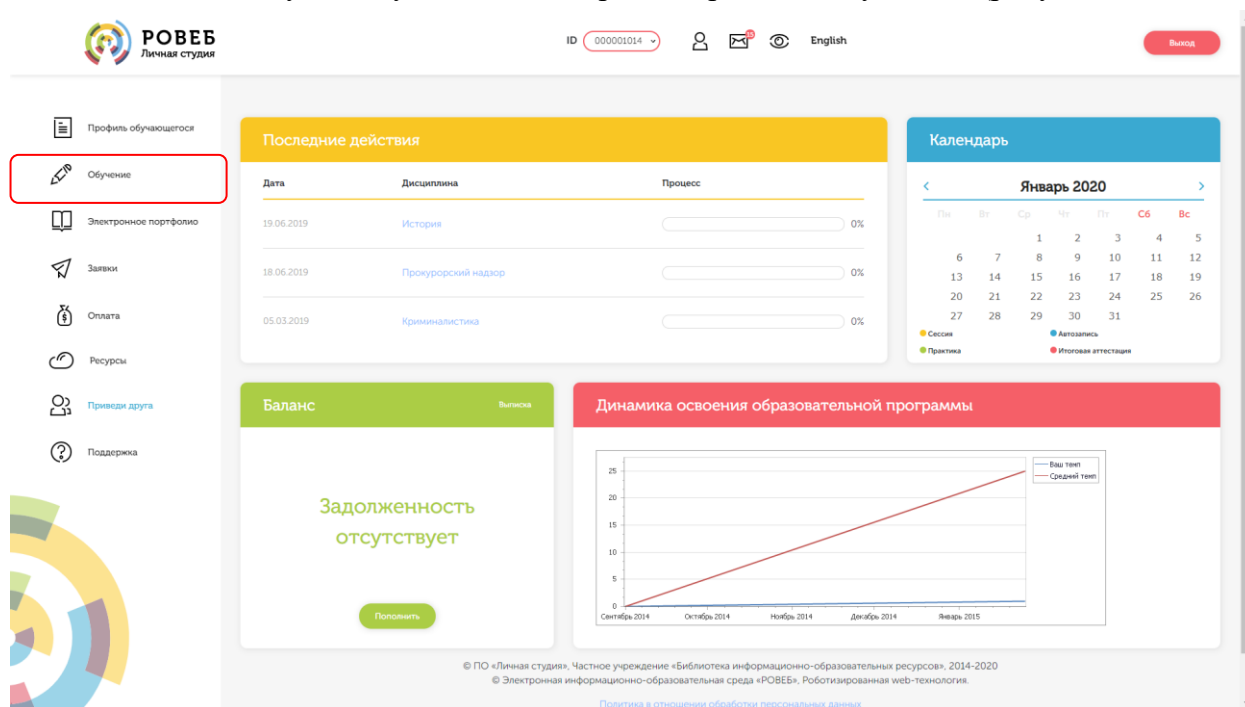 РОВЕБ
Личная студия
ID 000001014
15
English
Выход
Профиль обучающегося
Обучение
Электронное портфолио
Заявки
Оплата
Ресурсы
Приведи друга
Поддержка
Последние действия
Дата Дисциплина Процесс
19.06.2019 История 0%
18.06.2019 Прокурорский надзор 0%
05.03.2019 Криминалистика 0%
Календарь
< Январь 2020 >
Пн Вт Ср Чт Пт Сб Вс
1 2 3 4 5
6 7 8 9 10 11 12
13 14 15 16 17 18 19
20 21 22 23 24 25 26
27 28 29 30 31
Сессия Автозапись
Практика Итоговая аттестация
Баланс Выписка
Задолженность
отсутствует
Пополнить
Динамика освоения образовательной программы
Ваш темп
Средний темп
25
20
15
10
5
0
Сентябрь 2014 Октябрь 2014 Ноябрь 2014 Декабрь 2014 Январь 2015
© ПО «Личная студия», Частное учреждение «Библиотека информационно-образовательных ресурсов», 2014-2020
© Электронная информационно-образовательная среда «РОВЕБ», Роботизированная web-технология.
Политика в отношении обработки персональных данных